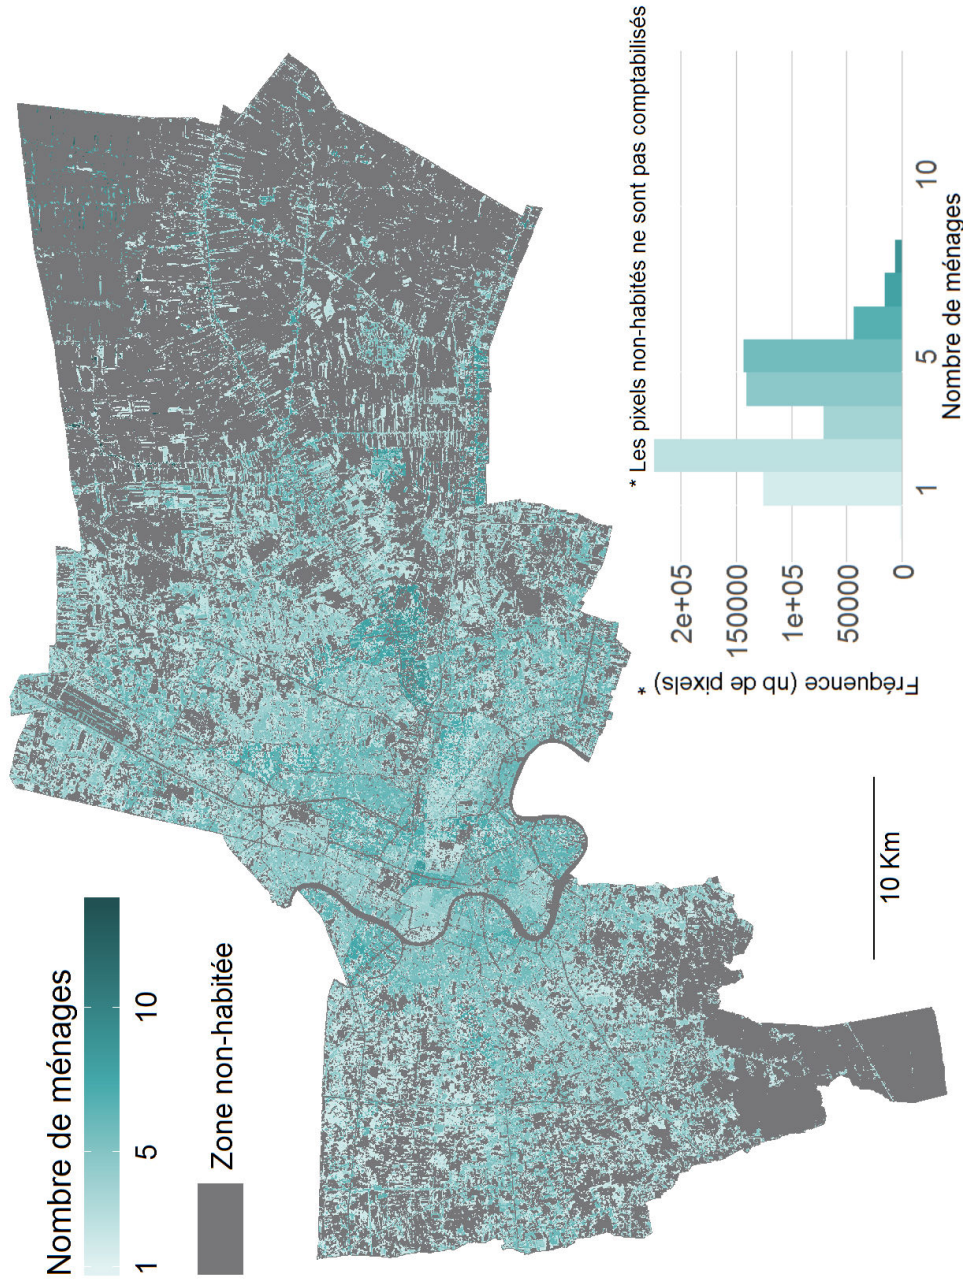 Nombre de ménages
1 5 10
Zone non-habitée
* Les pixels non-habités ne sont pas comptabilisés
Fréquence (nb de pixels) *
2e+05
150000
1e+05
50000
0
1 5 10
Nombre de ménages
10 Km